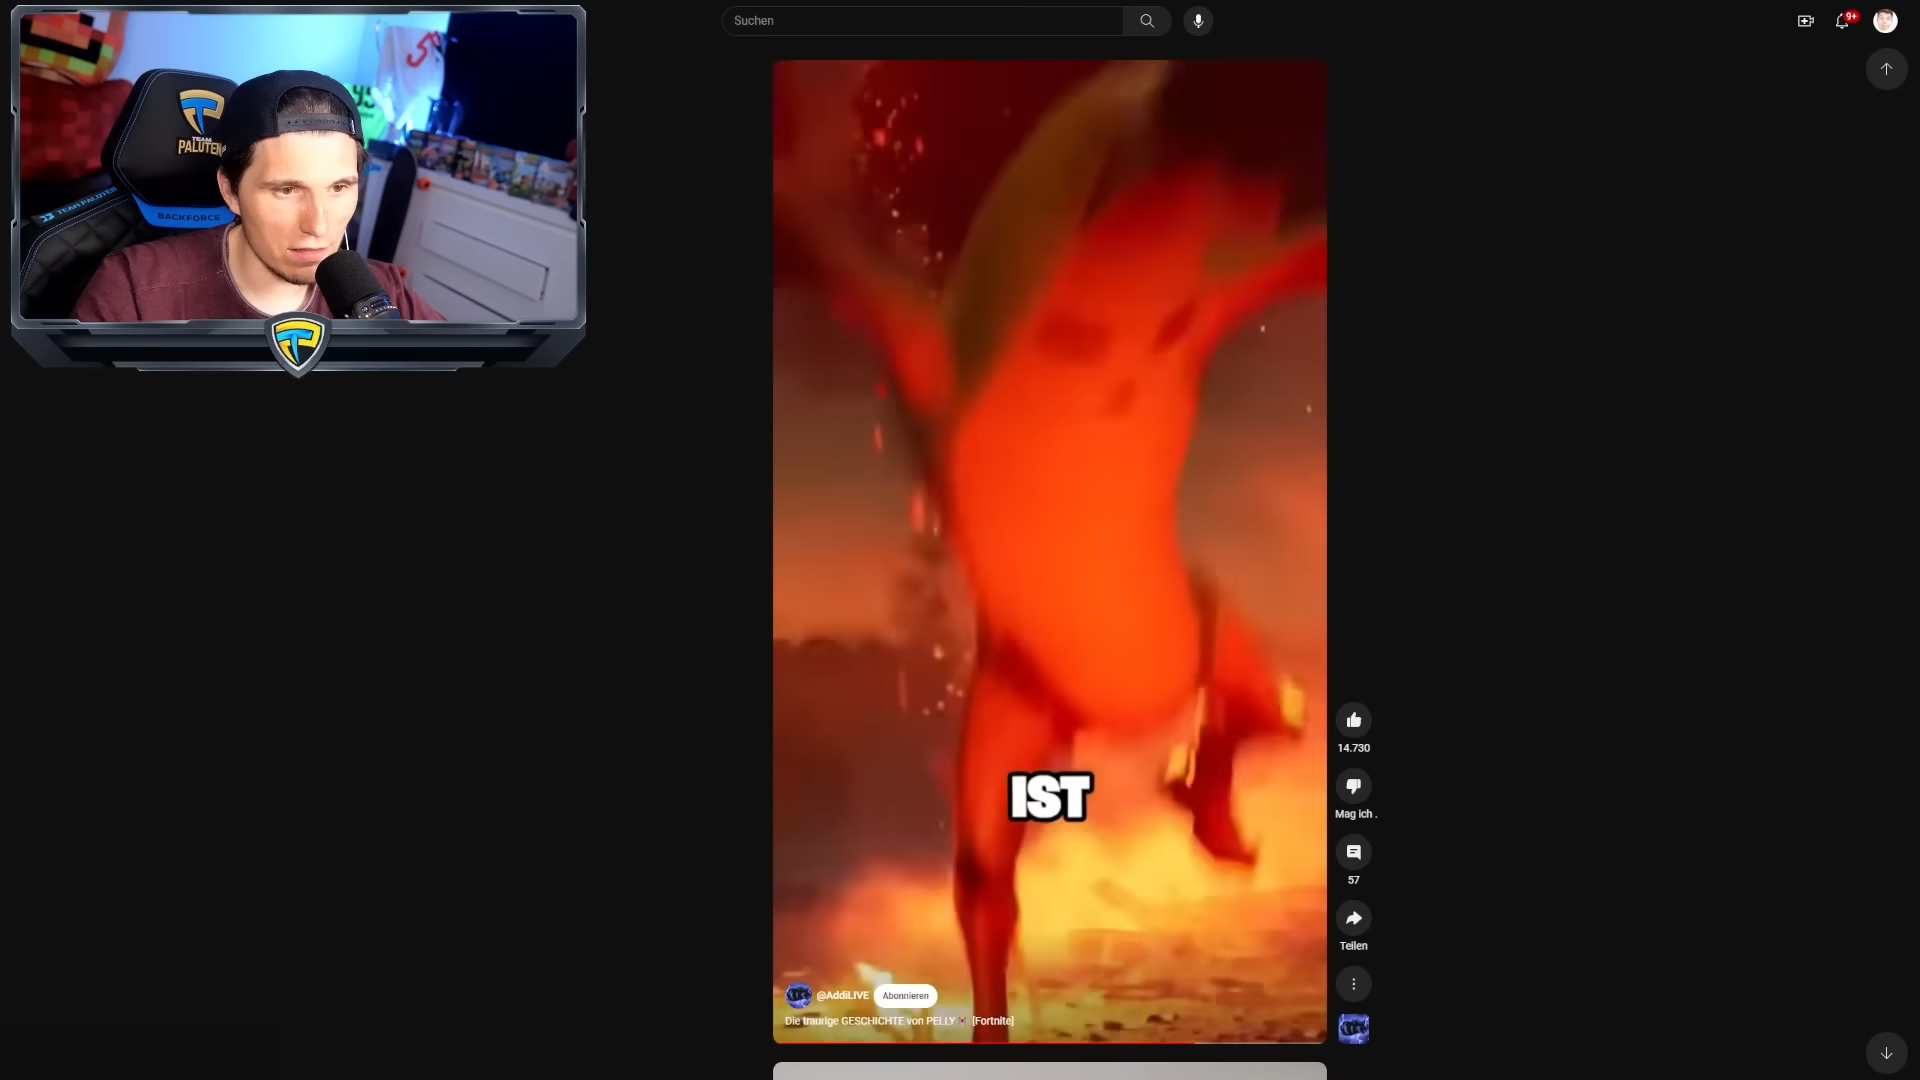 Suchen
9+
TEAM
PALUTEN
TEAM PALUTEN
BACKFORCE
IST
14.730
Mag ich .
57
Teilen
@AddiLIVE
Abonnieren
Die traurige GESCHICHTE von PELLY [Fortnite]